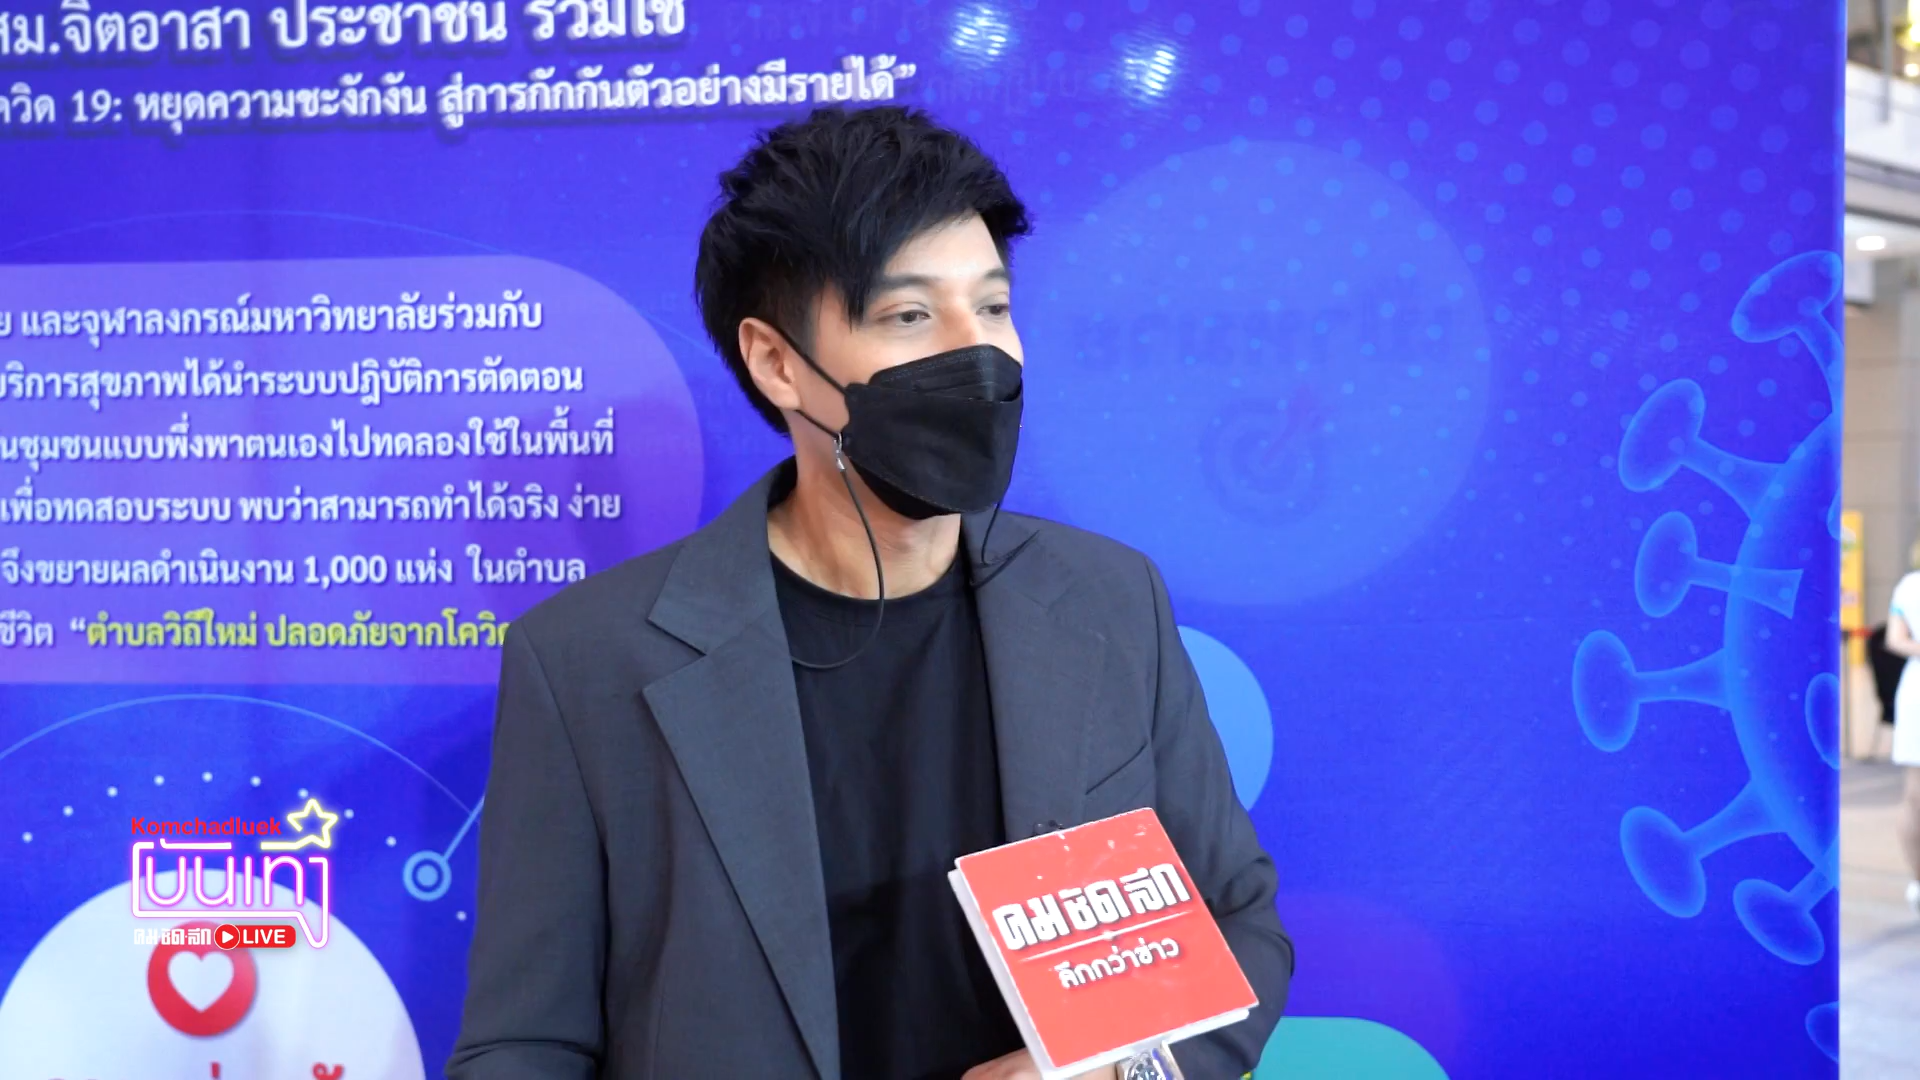 สม.จิตอาสา ประชาชน ร่วมใช้
ควิด 19: หยุดความชะงักงัน สู่การกักกันตัวอย่างมีรายได้”
ย และจุฬาลงกรณ์มหาวิทยาลัยร่วมกับ
บริการสุขภาพได้นำระบบปฏิบัติการตัดตอน
ในชุมชนแบบพึ่งพาตนเองไปทดลองใช้ในพื้นที่
เพื่อทดสอบระบบ พบว่าสามารถทำได้จริง ง่าย
จึงขยายผลดำเนินงาน 1,000 แห่ง ในตำบล
ชีวิต “ตำบลวิถีใหม่ ปลอดภัยจากโควิด
Komchadluek
บันเทิง
คมชัดลึก LIVE
คมชัดลึก
ลึกกว่าข่าว